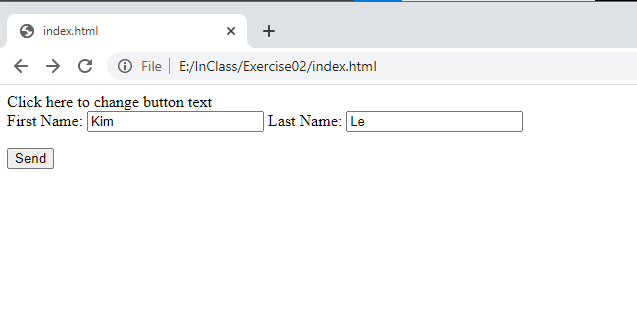 index.html
File E:/InClass/Exercise02/index.html
Click here to change button text
First Name: Kim Last Name: Le
Send